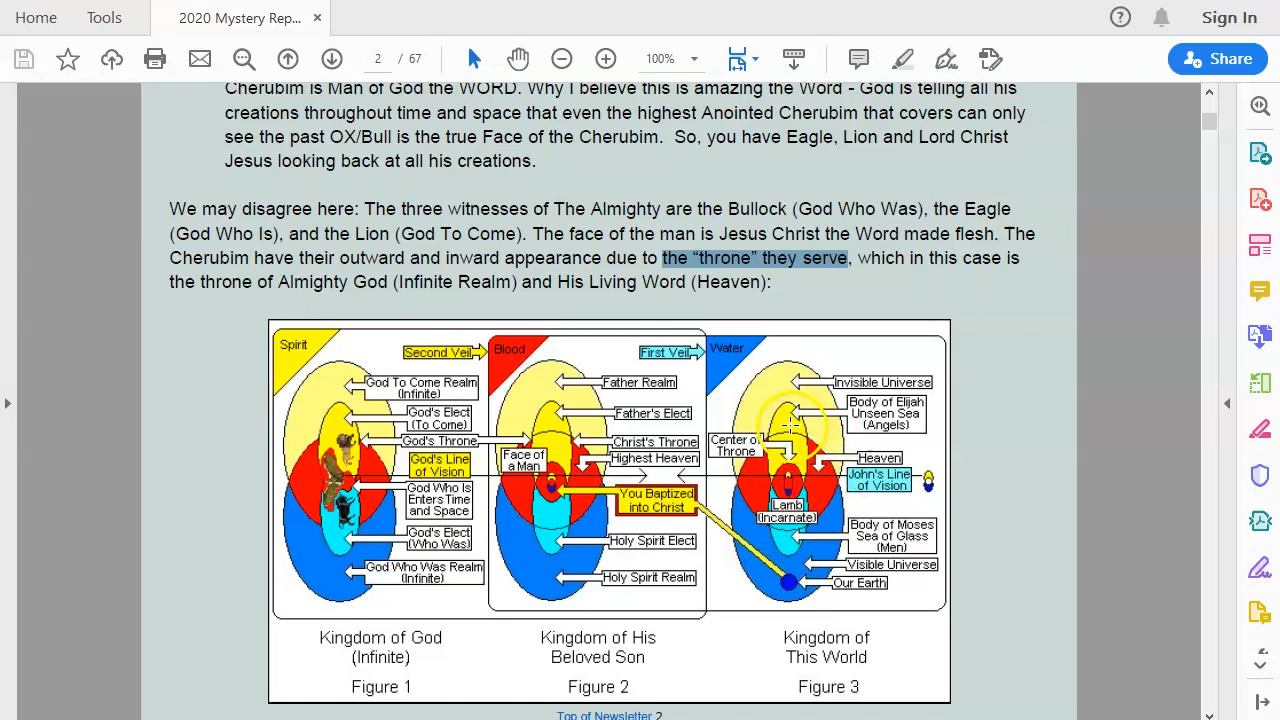 Home Tools 2020 Mystery Rep... × Sign In
2 / 67 100% Share
Cherubim is Man of God the WORD. Why I believe this is amazing the Word - God is telling all his
creations throughout time and space that even the highest Anointed Cherubim that covers can only
see the past OX/Bull is the true Face of the Cherubim. So, you have Eagle, Lion and Lord Christ
Jesus looking back at all his creations.
We may disagree here: The three witnesses of The Almighty are the Bullock (God Who Was), the Eagle
(God Who Is), and the Lion (God To Come). The face of the man is Jesus Christ the Word made flesh. The
Cherubim have their outward and inward appearance due to the “throne” they serve, which in this case is
the throne of Almighty God (Infinite Realm) and His Living Word (Heaven):
Spirit
Second Veil
God To Come Realm
(Infinite)
God's Elect
(To Come)
God's Throne
God's Line
of Vision
God Who Is
Enters Time
and Space
God's Elect
(Who Was)
God Who Was Realm
(Infinite)
Kingdom of God
(Infinite)
Figure 1
Blood
First Veil
Father Realm
Father's Elect
Christ's Throne
Face of
a Man
Highest Heaven
You Baptized
into Christ
Holy Spirit Elect
Holy Spirit Realm
Kingdom of His
Beloved Son
Figure 2
Water
Invisible Universe
Body of Elijah
Unseen Sea
(Angels)
Center of
Throne
Heaven
John's Line
of Vision
Lamb
(Incarnate)
Body of Moses
Sea of Glass
(Men)
Visible Universe
Our Earth
Kingdom of
This World
Figure 3
Top of Newsletter 2